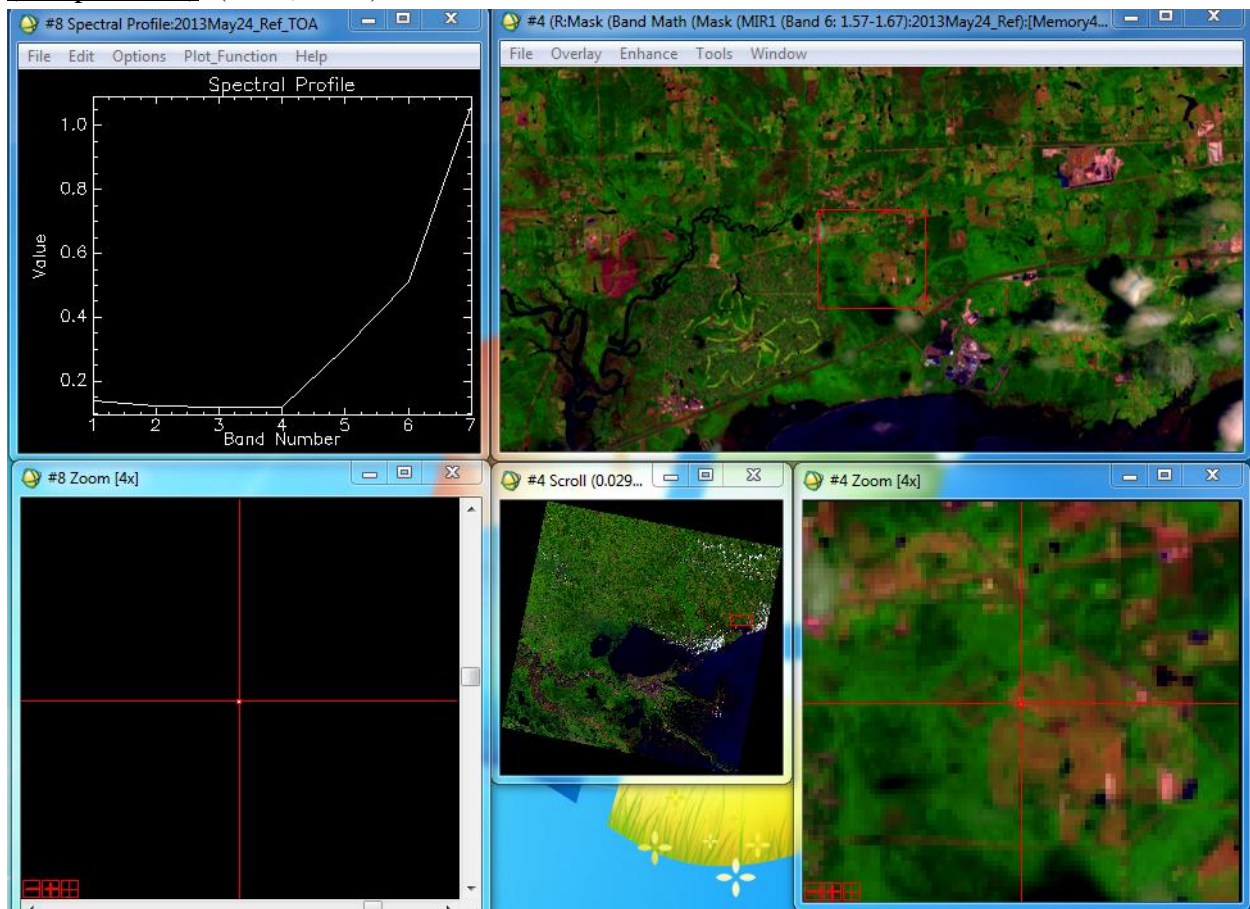 #8 Spectral Profile:2013May24_Ref_TOA
File Edit Options Plot_Function Help
Spectral Profile
1.0
0.8
0.6
0.4
0.2
Value
1 2 3 4 5 6 7
Band Number
#4 (R:Mask (Band Math (Mask (MIR1 (Band 6: 1.57-1.67):2013May24_Ref):[Memory4...
File Overlay Enhance Tools Window
#8 Zoom [4x]
#4 Scroll (0.029...
#4 Zoom [4x]